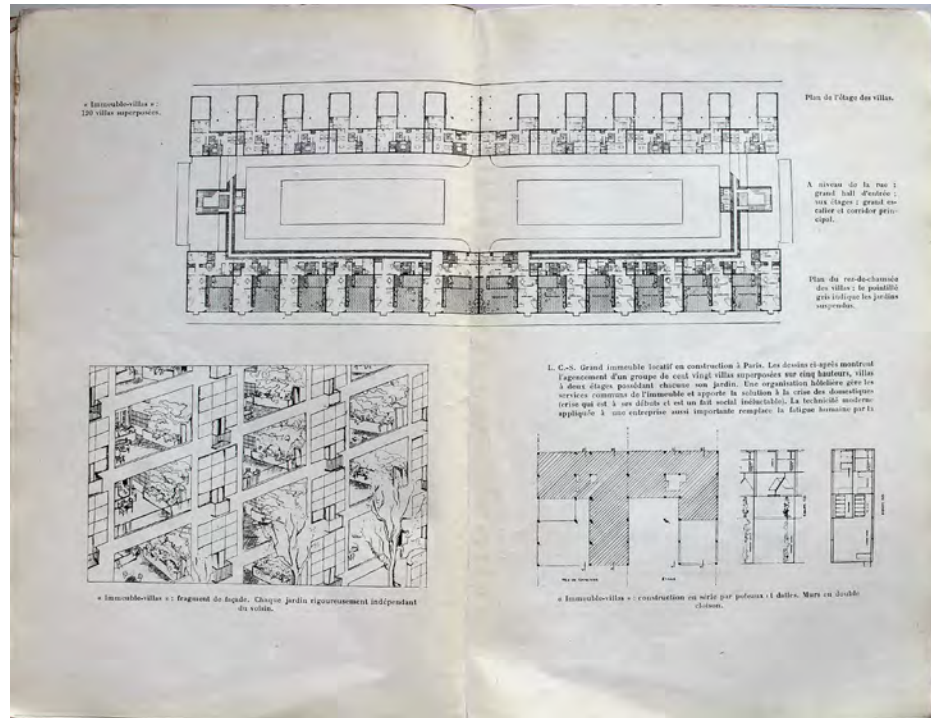 « Immeuble-villas » :
120 villas superposées.
Plan de l'étage des villas.
A niveau de la rue :
grand hall d'entrée ;
aux étages : grand es-
calier et corridor prin-
cipal.
Plan du rez-de-chaussée
des villas ; le pointillé
gris indique les jardins
suspendus.
L. C.-S. Grand immeuble locatif en construction à Paris. Les dessins ci-après montrent
l'agencement d'un groupe de cent vingt villas superposées sur cinq hauteurs, villas
à deux étages possédant chacune son jardin. Une organisation hôtelière gère les
services communs de l'immeuble et apporte la solution à la crise des domestiques
(crise qui est à ses débuts et est un fait social inéluctable). La technicité moderne
appliquée à une entreprise aussi importante remplace la fatigue humaine par la
« Immeuble-villas » : fragment de façade. Chaque jardin rigoureusement indépendant
du voisin.
« Immeuble-villas » : construction en série par poteaux et dalles. Murs en double
cloison.